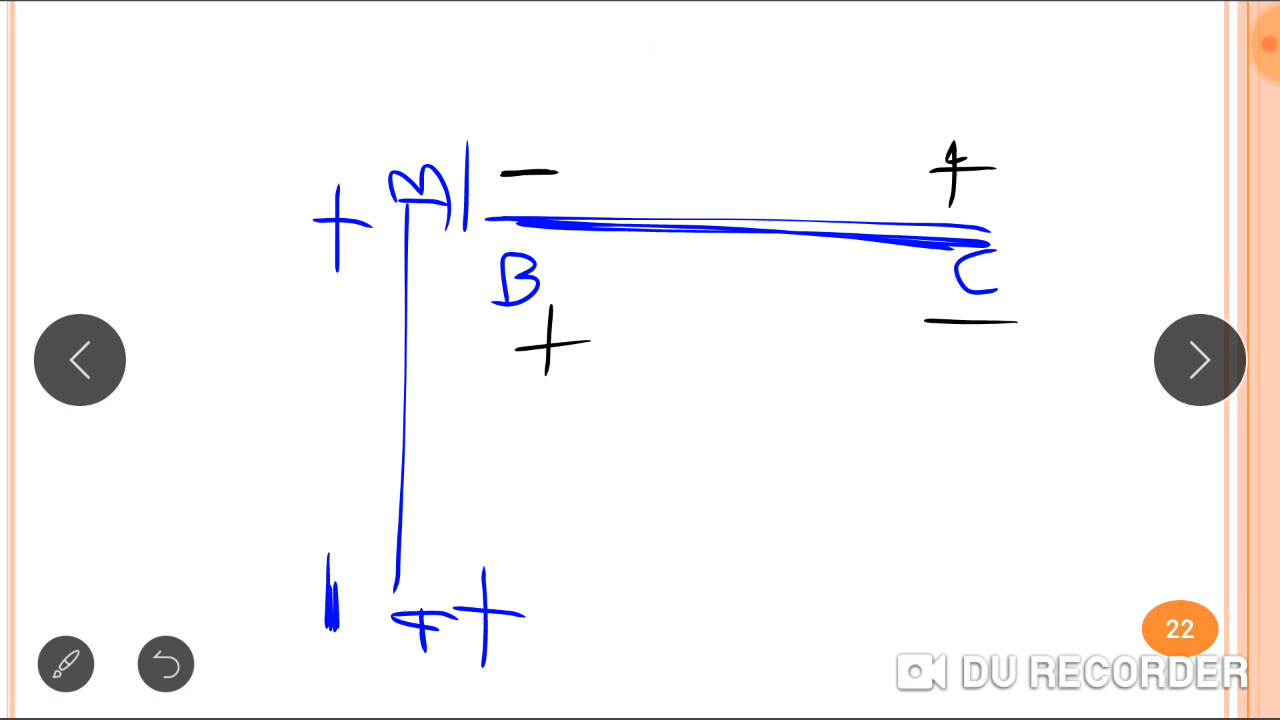 - +
+ M |
B C
+ -
+
22
DU RECORDER